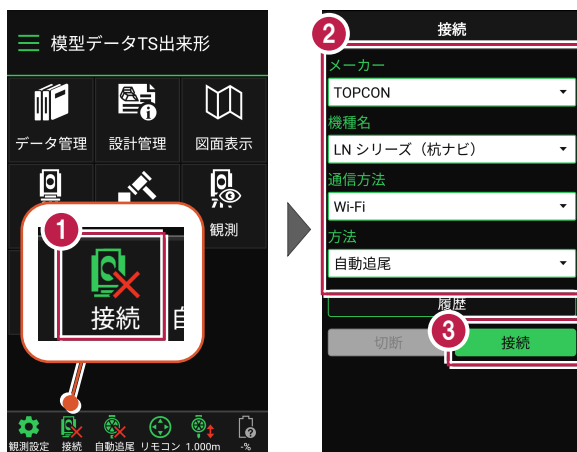 模型データTS出来形
データ管理
設計管理
図面表示
観測
1
接続
自
観測設定
接続
自動追尾
リモコン
1.000m
-%
2
接続
メーカー
TOPCON
機種名
LN シリーズ（杭ナビ）
通信方法
Wi-Fi
方法
自動追尾
履歴
3
切断
接続